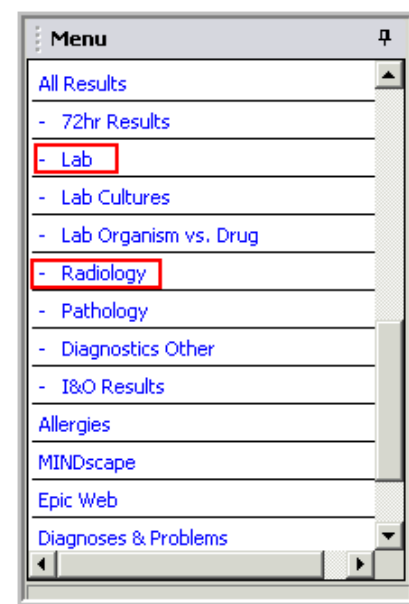 Menu
All Results
- 72hr Results
- Lab
- Lab Cultures
- Lab Organism vs. Drug
- Radiology
- Pathology
- Diagnostics Other
- I&O Results
Allergies
MINDscape
Epic Web
Diagnoses & Problems